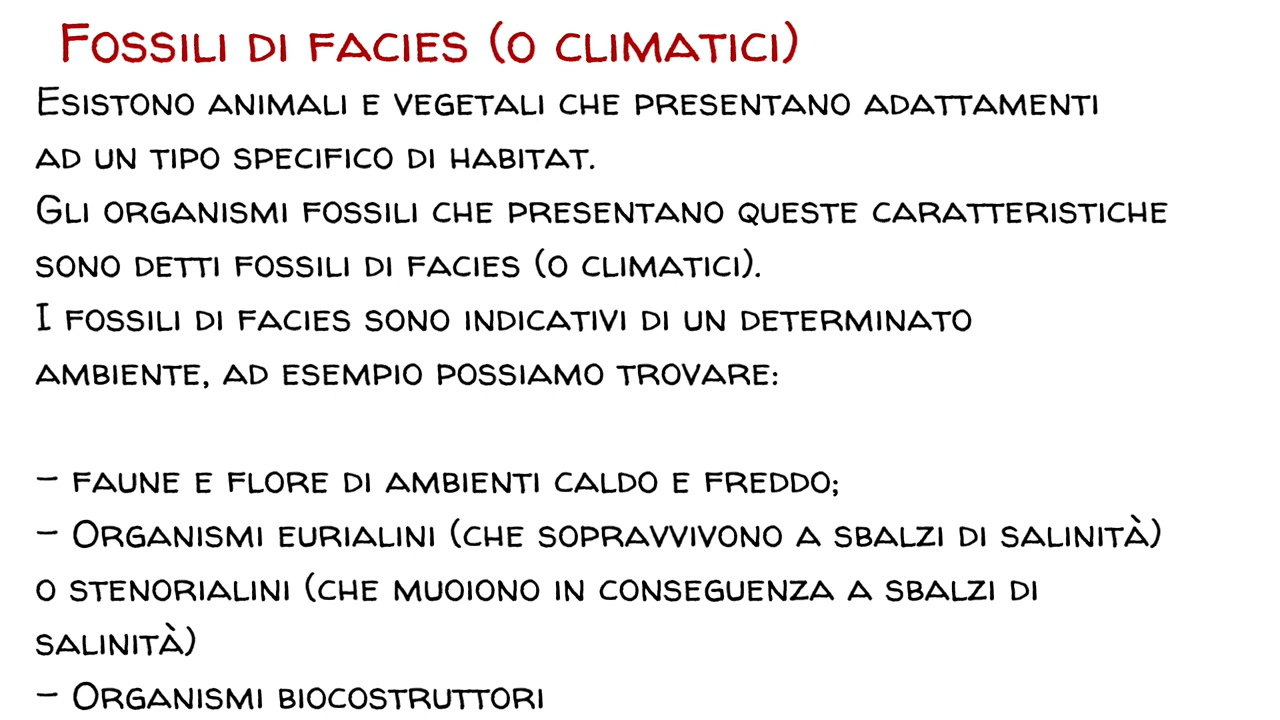 Fossili di facies (o climatici)
Esistono animali e vegetali che presentano adattamenti
ad un tipo specifico di habitat.
Gli organismi fossili che presentano queste caratteristiche
sono detti fossili di facies (o climatici).
I fossili di facies sono indicativi di un determinato
ambiente, ad esempio possiamo trovare:
- faune e flore di ambienti caldo e freddo;
- Organismi eurialini (che sopravvivono a sbalzi di salinità)
o stenorialini (che muoiono in conseguenza a sbalzi di
salinità)
- Organismi biocostruttori